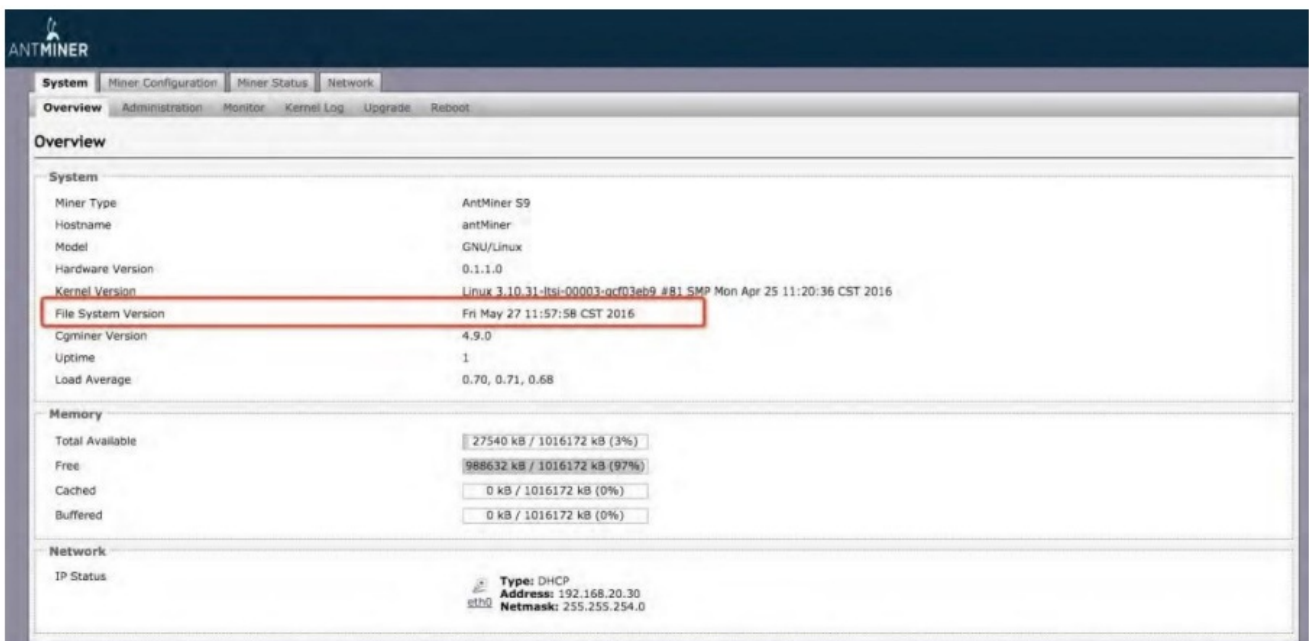 ANTMINER
System Miner Configuration Miner Status Network
Overview Administration Monitor Kernel Log Upgrade Reboot
Overview
System
Miner Type AntMiner S9
Hostname antMiner
Model GNU/Linux
Hardware Version 0.1.1.0
Kernel Version Linux 3.10.31-ltsi-00003-gcf03eb9 #81 SMP Mon Apr 25 11:20:36 CST 2016
File System Version Fri May 27 11:57:58 CST 2016
Cgminer Version 4.9.0
Uptime 1
Load Average 0.70, 0.71, 0.68
Memory
Total Available 27540 kB / 1016172 kB (3%)
Free 988632 kB / 1016172 kB (97%)
Cached 0 kB / 1016172 kB (0%)
Buffered 0 kB / 1016172 kB (0%)
Network
IP Status Type: DHCP
Address: 192.168.20.30
eth0 Netmask: 255.255.254.0